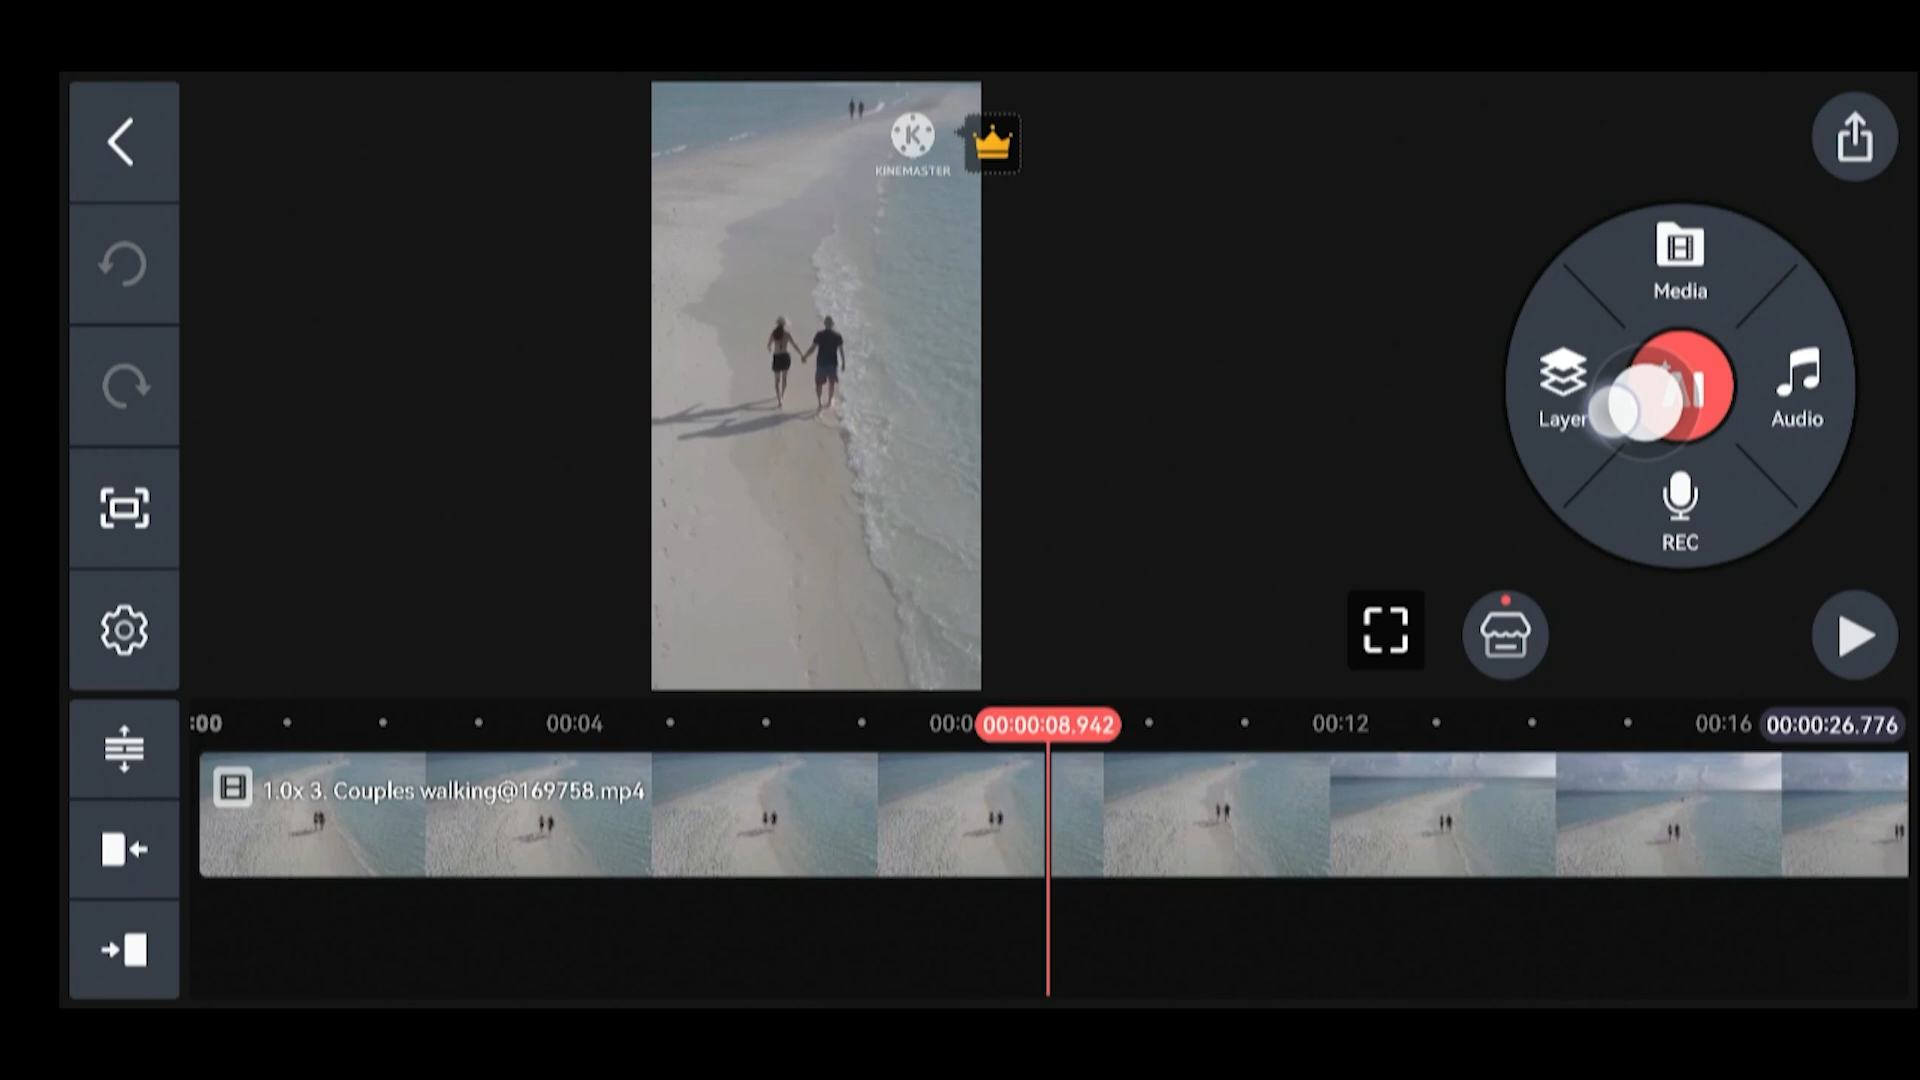 KINEMASTER
Media
Layer
AI
Audio
REC
:00
00:04
00:0
00:00:08.942
00:12
00:16
00:00:26.776
1.0x 3. Couples walking@169758.mp4